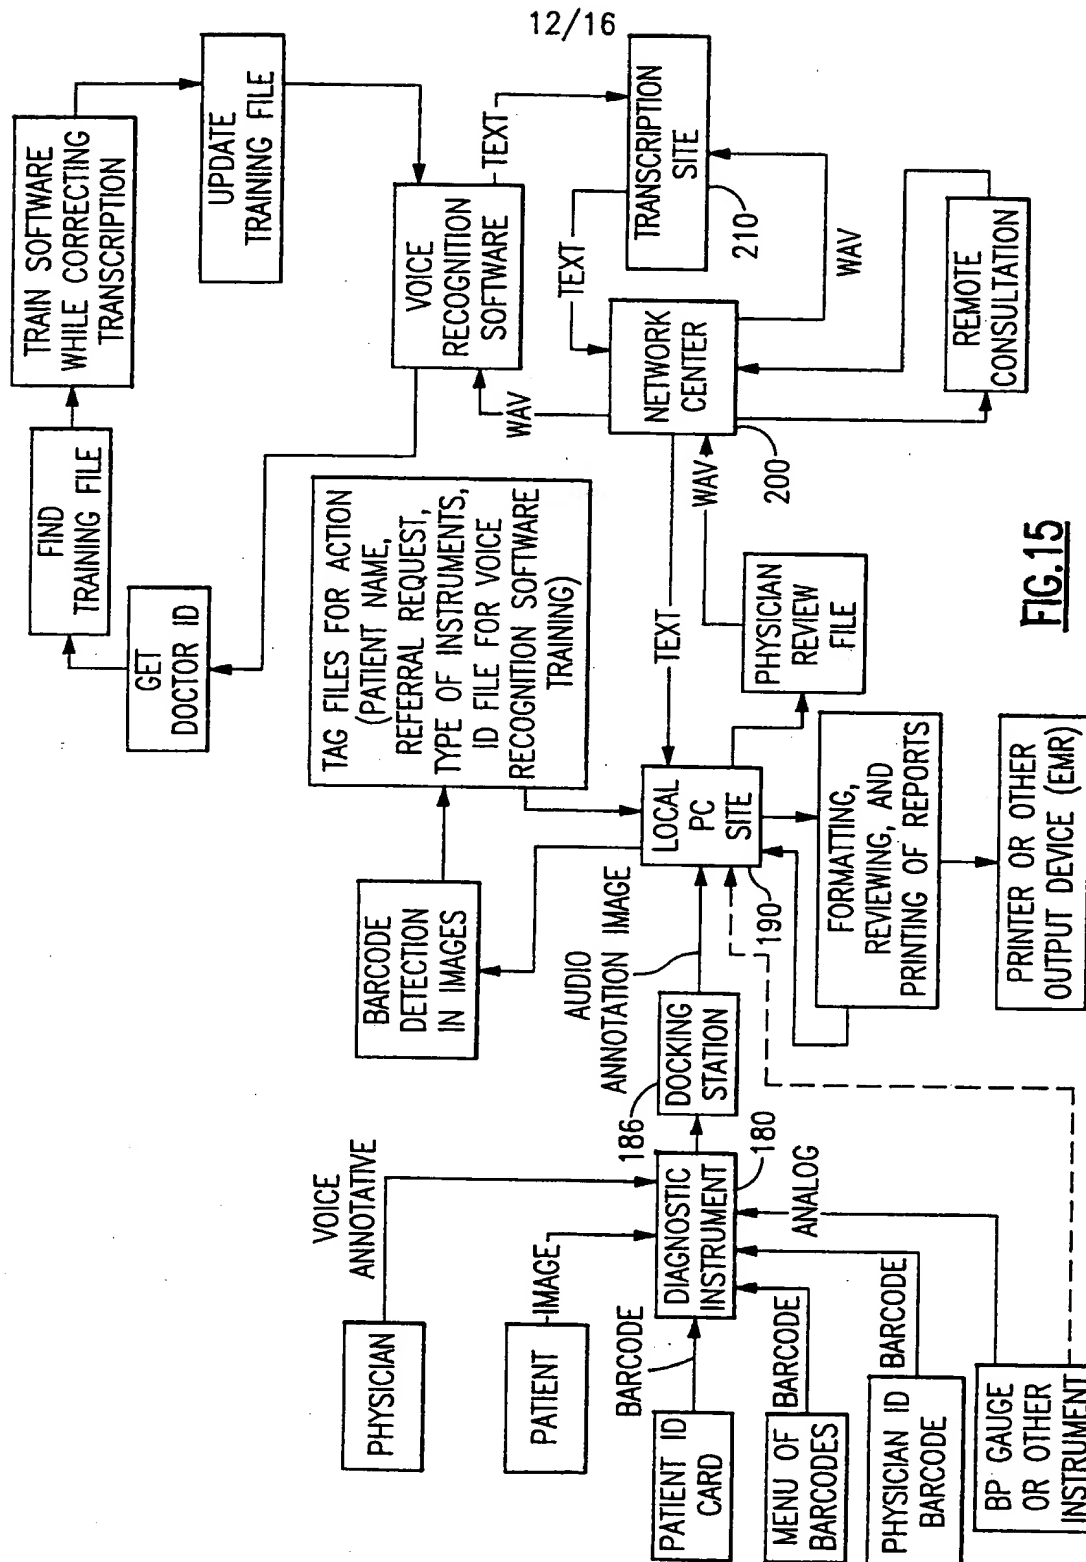 12/16
PHYSICIAN
VOICE
ANNOTATIVE
PATIENT
IMAGE
PATIENT ID
CARD
BARCODE
MENU OF
BARCODES
BARCODE
PHYSICIAN ID
BARCODE
BARCODE
BP GAUGE
OR OTHER
INSTRUMENT
ANALOG
DIAGNOSTIC
INSTRUMENT
180
186
DOCKING
STATION
AUDIO
ANNOTATION IMAGE
BARCODE
DETECTION
IN IMAGES
TAG FILES FOR ACTION
(PATIENT NAME,
REFERRAL REQUEST,
TYPE OF INSTRUMENTS,
ID FILE FOR VOICE
RECOGNITION SOFTWARE
TRAINING)
LOCAL
PC
SITE
190
FORMATTING,
REVIEWING, AND
PRINTING OF REPORTS
PRINTER OR OTHER
OUTPUT DEVICE (EMR)
PHYSICIAN
REVIEW
FILE
TEXT
WAV
GET
DOCTOR ID
FIND
TRAINING FILE
TRAIN SOFTWARE
WHILE CORRECTING
TRANSCRIPTION
UPDATE
TRAINING FILE
VOICE
RECOGNITION
SOFTWARE
WAV
TEXT
NETWORK
CENTER
200
TEXT
TRANSCRIPTION
SITE
210
WAV
REMOTE
CONSULTATION
FIG.15